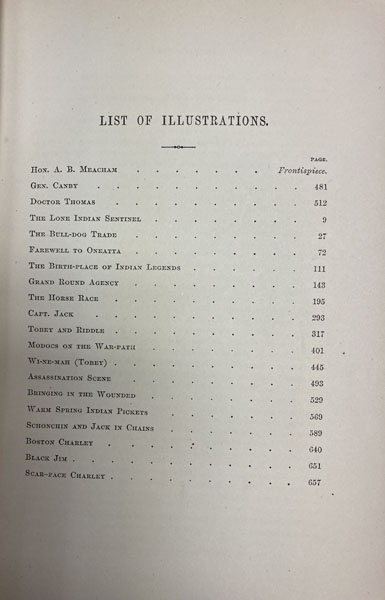 LIST OF ILLUSTRATIONS.
PAGE.
HON. A. B. MEACHAM . . . . . . . Frontispiece.
GEN. CANBY . . . . . . . . . . 481
DOCTOR THOMAS . . . . . . . . . 512
THE LONE INDIAN SENTINEL . . . . . . . . 9
THE BULL-DOG TRADE . . . . . . . . 27
FAREWELL TO ONEATTA . . . . . . . . 72
THE BIRTH-PLACE OF INDIAN LEGENDS . . . . . . 111
GRAND ROUND AGENCY . . . . . . . . 143
THE HORSE RACE . . . . . . . . . 195
CAPT. JACK . . . . . . . . . . 293
TOBEY AND RIDDLE . . . . . . . . . 317
MODOCS ON THE WAR-PATH . . . . . . . . 401
WI-NE-MAH (TOBEY) . . . . . . . . . 445
ASSASSINATION SCENE . . . . . . . . 493
BRINGING IN THE WOUNDED . . . . . . . 529
WARM SPRING INDIAN PICKETS . . . . . . . 569
SCHONCHIN AND JACK IN CHAINS . . . . . . . 589
BOSTON CHARLEY . . . . . . . . . 640
BLACK JIM . . . . . . . . . . . 651
SCAR-FACE CHARLEY . . . . . . . . . 657